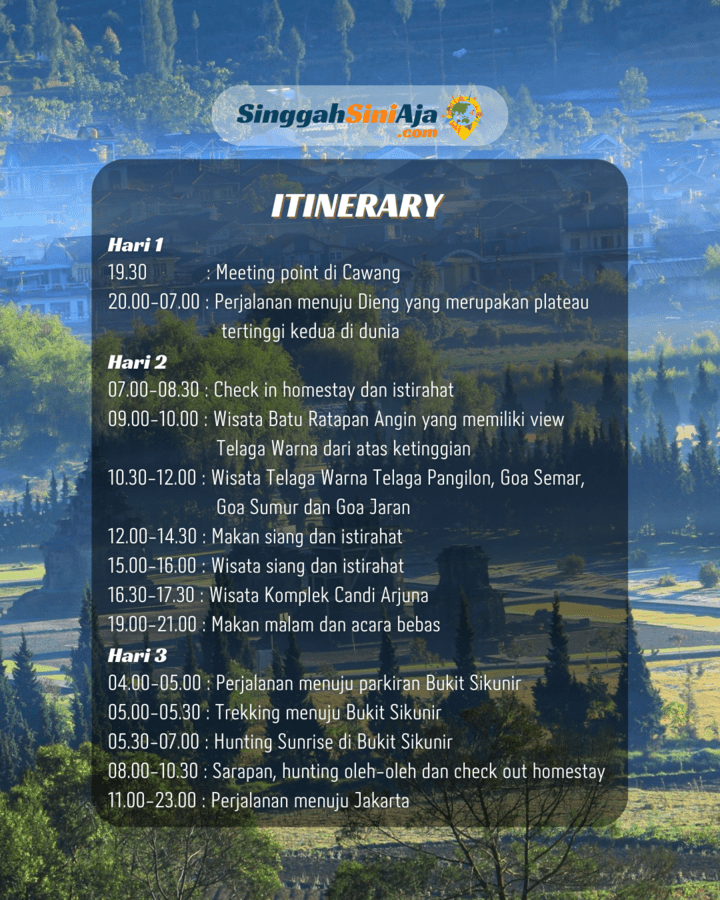 SinggahSiniAja
.com
ITINERARY
Hari 1
19.30 : Meeting point di Cawang
20.00-07.00 : Perjalanan menuju Dieng yang merupakan plateau
tertinggi kedua di dunia
Hari 2
07.00-08.30 : Check in homestay dan istirahat
09.00-10.00 : Wisata Batu Ratapan Angin yang memiliki view
Telaga Warna dari atas ketinggian
10.30-12.00 : Wisata Telaga Warna Telaga Pangilon, Goa Semar,
Goa Sumur dan Goa Jaran
12.00-14.30 : Makan siang dan istirahat
15.00-16.00 : Wisata siang dan istirahat
16.30-17.30 : Wisata Komplek Candi Arjuna
19.00-21.00 : Makan malam dan acara bebas
Hari 3
04.00-05.00 : Perjalanan menuju parkiran Bukit Sikunir
05.00-05.30 : Trekking menuju Bukit Sikunir
05.30-07.00 : Hunting Sunrise di Bukit Sikunir
08.00-10.30 : Sarapan, hunting oleh-oleh dan check out homestay
11.00-23.00 : Perjalanan menuju Jakarta